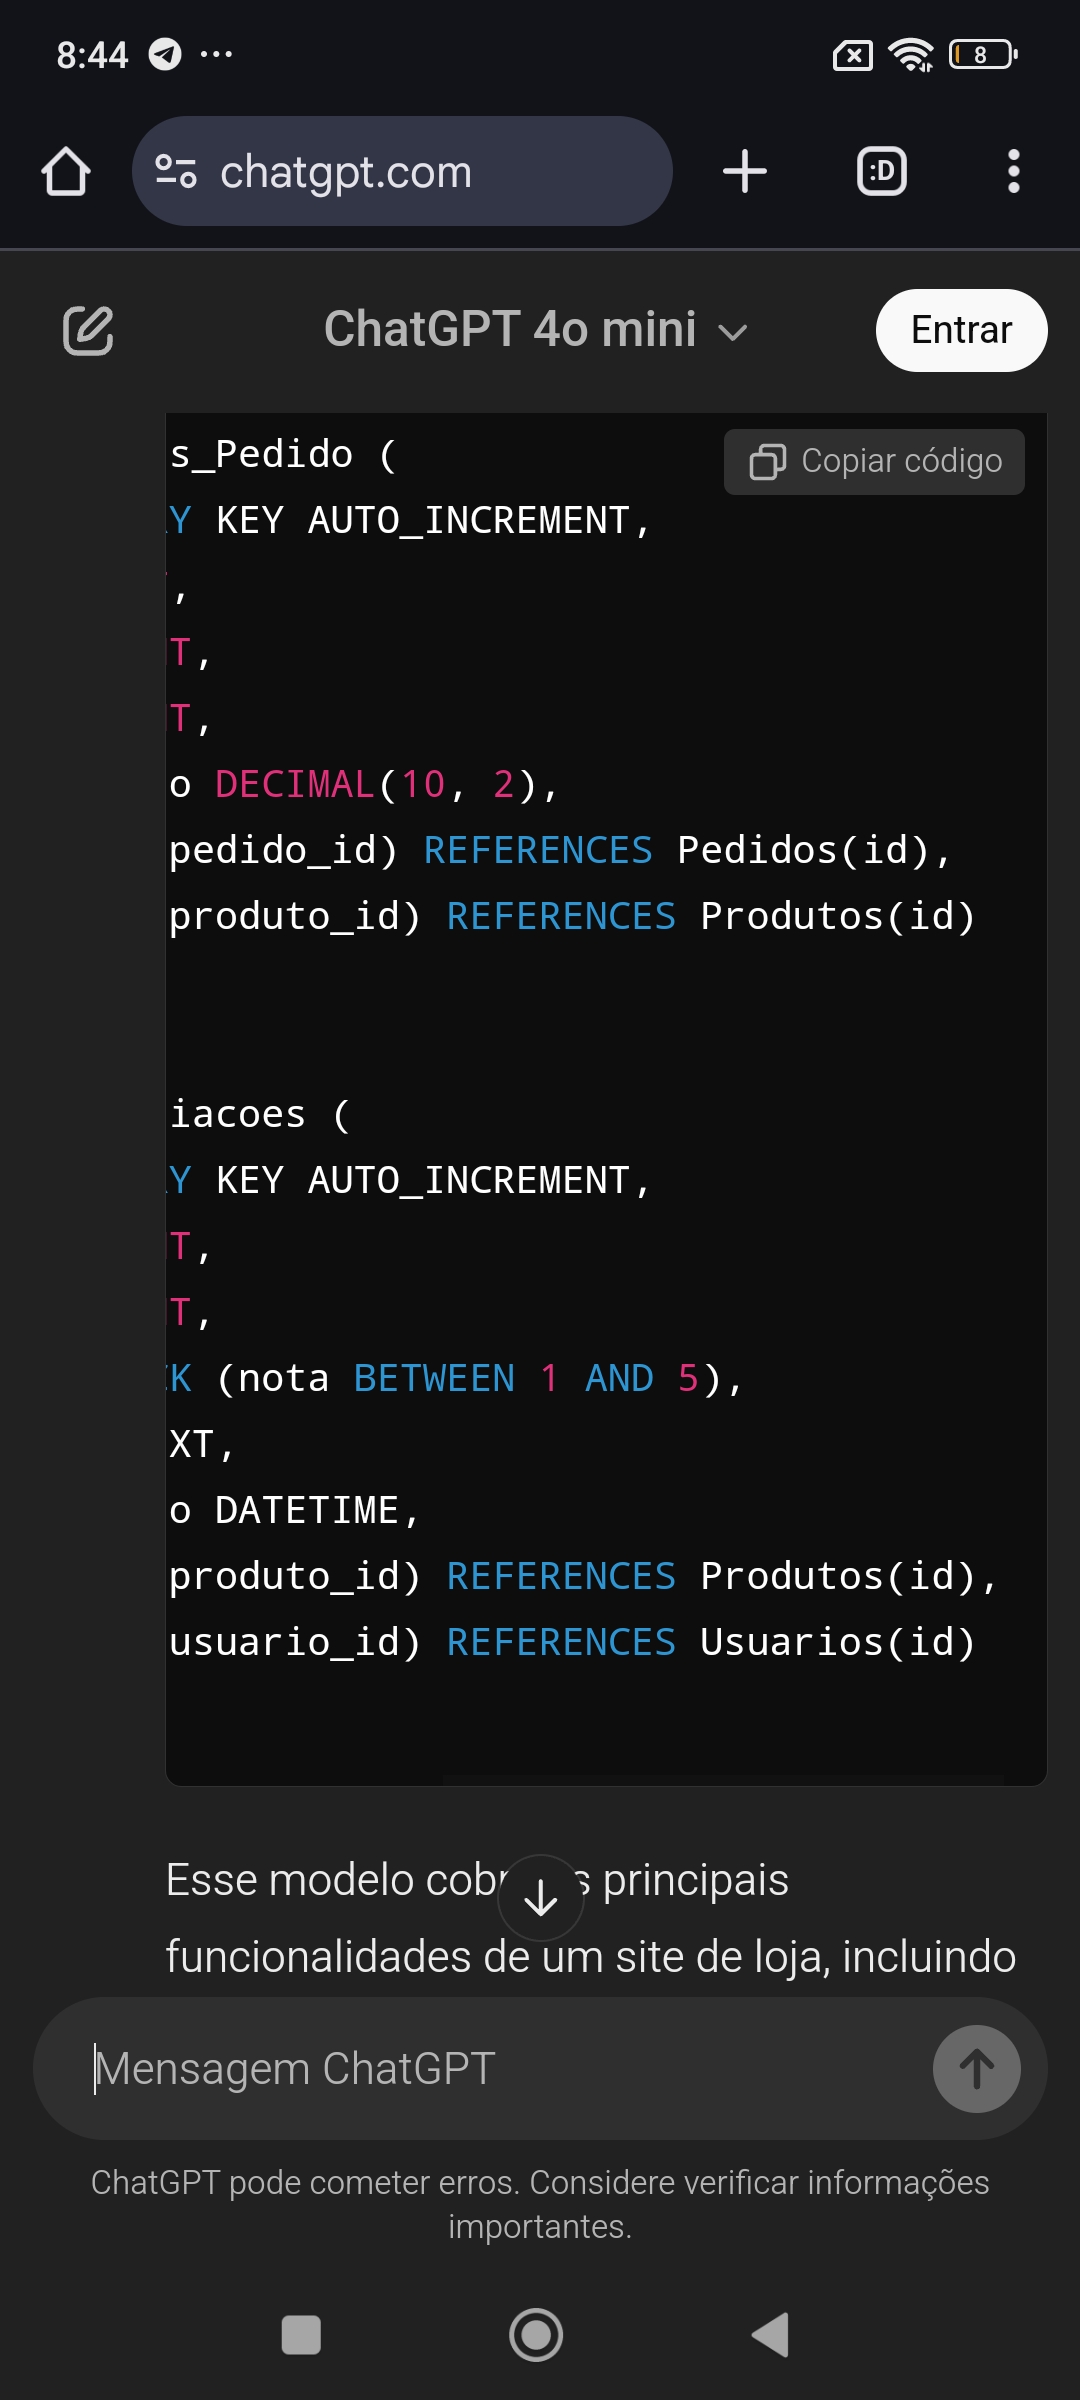 8:44
8
chatgpt.com
:D
ChatGPT 4o mini
Entrar
s_Pedido (
Copiar código
Y KEY AUTO_INCREMENT,
,
T,
T,
o DECIMAL(10, 2),
pedido_id) REFERENCES Pedidos(id),
produto_id) REFERENCES Produtos(id)
iacoes (
Y KEY AUTO_INCREMENT,
T,
T,
K (nota BETWEEN 1 AND 5),
XT,
o DATETIME,
produto_id) REFERENCES Produtos(id),
usuario_id) REFERENCES Usuarios(id)
Esse modelo principais
funcionalidades de um site de loja, incluindo
Mensagem ChatGPT
ChatGPT pode cometer erros. Considere verificar informações
importantes.